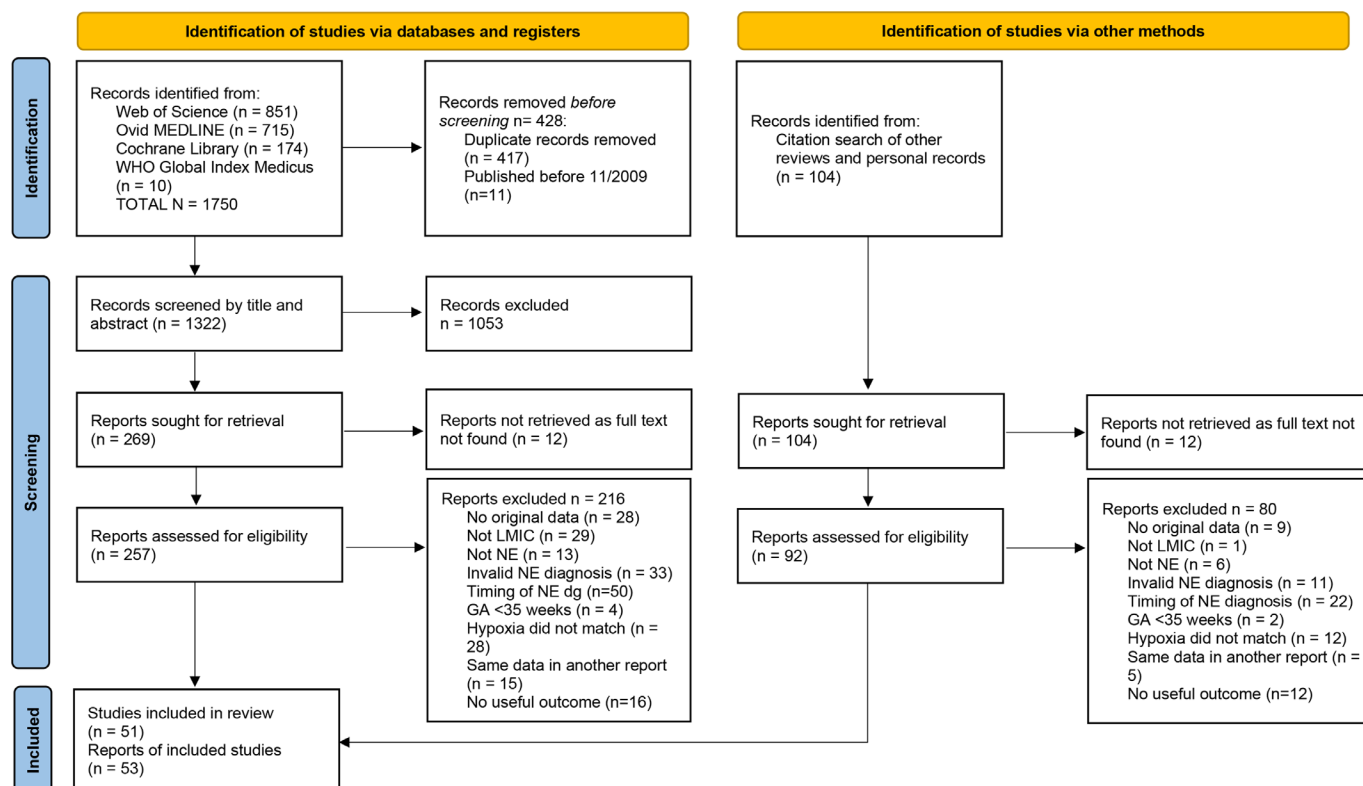 Identification of studies via databases and registers
Identification of studies via other methods
Identification
Records identified from:
Web of Science (n = 851)
Ovid MEDLINE (n = 715)
Cochrane Library (n = 174)
WHO Global Index Medicus
(n = 10)
TOTAL N = 1750
Records removed before
screening n= 428:
Duplicate records removed
(n = 417)
Published before 11/2009
(n=11)
Records identified from:
Citation search of other
reviews and personal records
(n = 104)
Screening
Records screened by title and
abstract (n = 1322)
Records excluded
n = 1053
Reports sought for retrieval
(n = 269)
Reports not retrieved as full text
not found (n = 12)
Reports sought for retrieval
(n = 104)
Reports not retrieved as full text not
found (n = 12)
Reports assessed for eligibility
(n = 257)
Reports excluded n = 216
No original data (n = 28)
Not LMIC (n = 29)
Not NE (n = 13)
Invalid NE diagnosis (n = 33)
Timing of NE dg (n=50)
GA <35 weeks (n = 4)
Hypoxia did not match (n =
28)
Same data in another report
(n = 15)
No useful outcome (n=16)
Reports assessed for eligibility
(n = 92)
Reports excluded n = 80
No original data (n = 9)
Not LMIC (n = 1)
Not NE (n = 6)
Invalid NE diagnosis (n = 11)
Timing of NE diagnosis (n = 22)
GA <35 weeks (n = 2)
Hypoxia did not match (n = 12)
Same data in another report (n =
5)
No useful outcome (n=12)
Included
Studies included in review
(n = 51)
Reports of included studies
(n = 53)